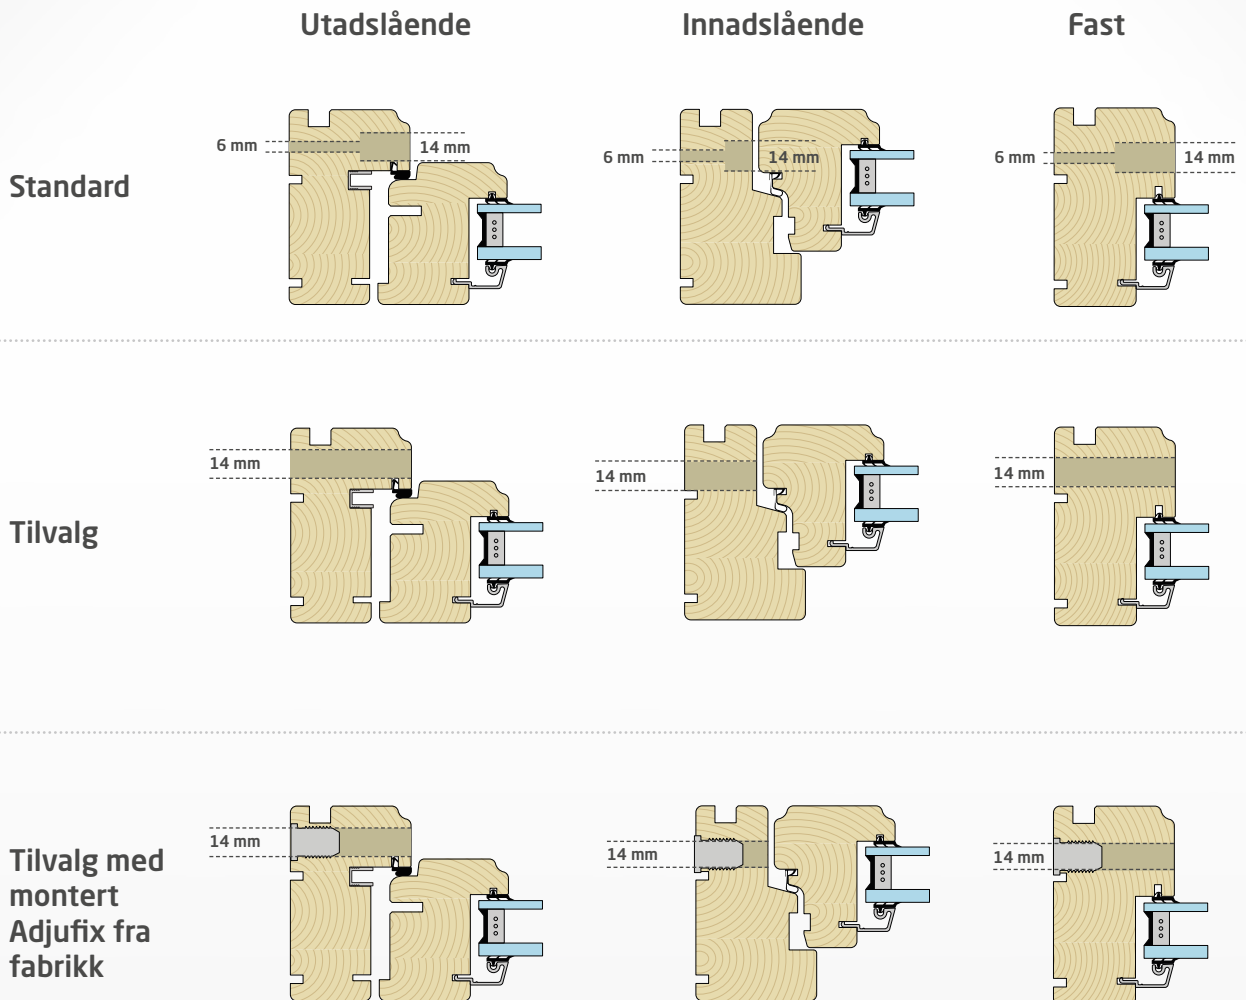 Utadslående
Innadslående
Fast
Standard
6 mm
14 mm
6 mm
14 mm
6 mm
14 mm
Tilvalg
14 mm
14 mm
14 mm
Tilvalg med
montert
Adjufix fra
fabrikk
14 mm
14 mm
14 mm